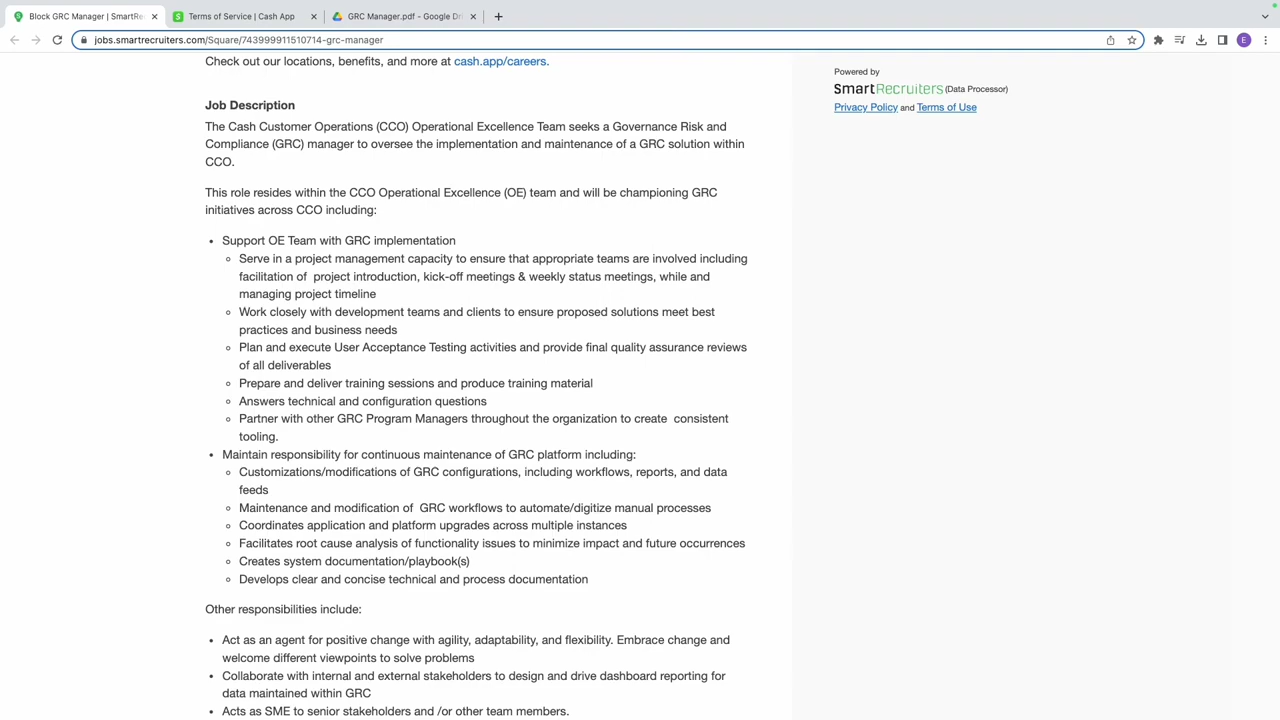 Block GRC Manager | SmartRe
Terms of Service | Cash App
GRC Manager.pdf - Google Dri
jobs.smartrecruiters.com/Square/743999911510714-grc-manager
E
Check out our locations, benefits, and more at cash.app/careers.
Job Description
The Cash Customer Operations (CCO) Operational Excellence Team seeks a Governance Risk and
Compliance (GRC) manager to oversee the implementation and maintenance of a GRC solution within
CCO.
This role resides within the CCO Operational Excellence (OE) team and will be championing GRC
initiatives across CCO including:
• Support OE Team with GRC implementation
◦ Serve in a project management capacity to ensure that appropriate teams are involved including
facilitation of  project introduction, kick-off meetings & weekly status meetings, while and
managing project timeline
◦ Work closely with development teams and clients to ensure proposed solutions meet best
practices and business needs
◦ Plan and execute User Acceptance Testing activities and provide final quality assurance reviews
of all deliverables
◦ Prepare and deliver training sessions and produce training material
◦ Answers technical and configuration questions
◦ Partner with other GRC Program Managers throughout the organization to create  consistent
tooling.
• Maintain responsibility for continuous maintenance of GRC platform including:
◦ Customizations/modifications of GRC configurations, including workflows, reports, and data
feeds
◦ Maintenance and modification of  GRC workflows to automate/digitize manual processes
◦ Coordinates application and platform upgrades across multiple instances
◦ Facilitates root cause analysis of functionality issues to minimize impact and future occurrences
◦ Creates system documentation/playbook(s)
◦ Develops clear and concise technical and process documentation
Other responsibilities include:
• Act as an agent for positive change with agility, adaptability, and flexibility. Embrace change and
welcome different viewpoints to solve problems
• Collaborate with internal and external stakeholders to design and drive dashboard reporting for
data maintained within GRC
• Acts as SME to senior stakeholders and /or other team members.
Powered by
SmartRecruiters (Data Processor)
Privacy Policy and Terms of Use